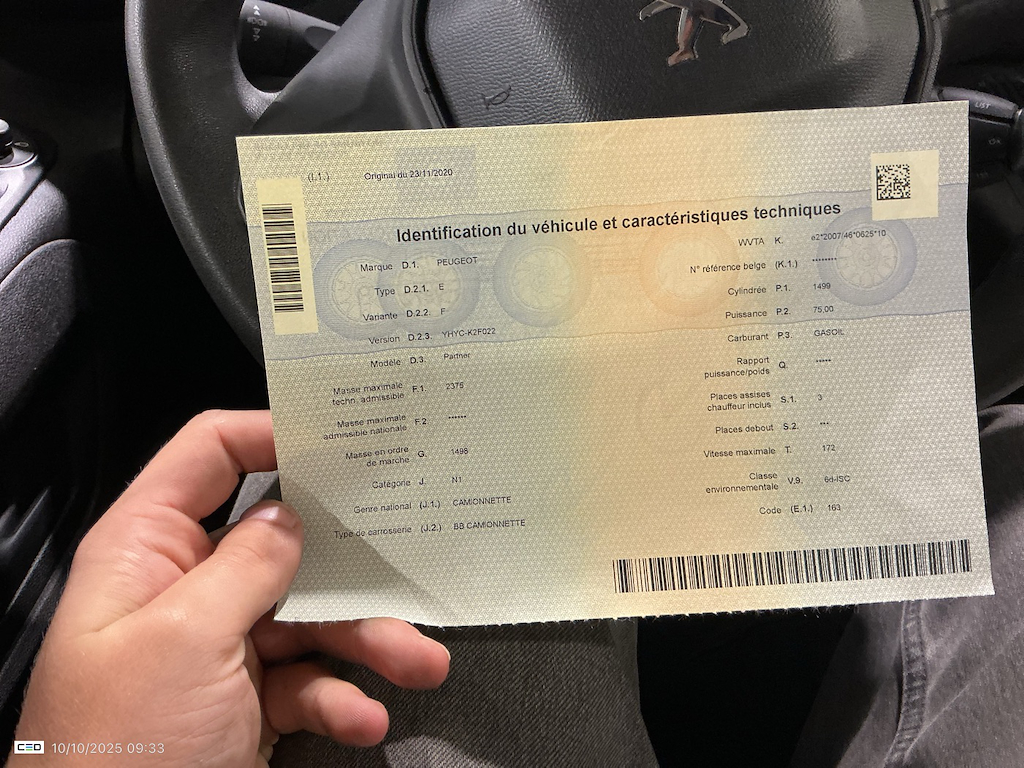 (I.1.) Original du 23/11/2020
Identification du véhicule et caractéristiques techniques
Marque D.1. PEUGEOT
Type D.2.1. E
Variante D.2.2. F
Version D.2.3. YHYC-K2F022
Modèle D.3. Partner
Masse maximale
techn. admissible F.1. 2375
Masse maximale
admissible nationale F.2. ******
Masse en ordre
de marche G. 1498
Catégorie J. N1
Genre national (J.1.) CAMIONNETTE
Type de carrosserie (J.2.) BB CAMIONNETTE
WVTA K. e2*2007/46*0625*10
N° référence belge (K.1.) ********
Cylindrée P.1. 1499
Puissance P.2. 75,00
Carburant P.3. GASOIL
Rapport
puissance/poids Q. *****
Places assises
chauffeur inclus S.1. 3
Places debout S.2. ***
Vitesse maximale T. 172
Classe
environnementale V.9. 6d-ISC
Code (E.1.) 163
LIST
OK
CEO 10/10/2025 09:33